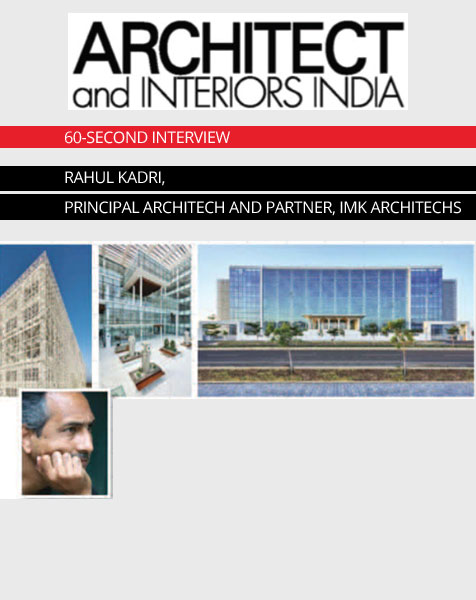 ARCHITECT
and INTERIORS INDIA
60-SECOND INTERVIEW
RAHUL KADRI,
PRINCIPAL ARCHITECH AND PARTNER, IMK ARCHITECHS